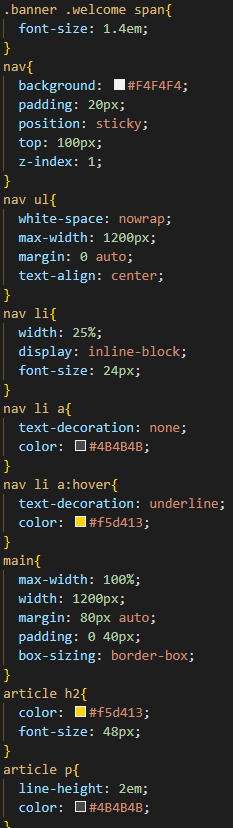 .banner .welcome span{
font-size: 1.4em;
}
nav{
background: #F4F4F4;
padding: 20px;
position: sticky;
top: 100px;
z-index: 1;
}
nav ul{
white-space: nowrap;
max-width: 1200px;
margin: 0 auto;
text-align: center;
}
nav li{
width: 25%;
display: inline-block;
font-size: 24px;
}
nav li a{
text-decoration: none;
color: #4B4B4B;
}
nav li a:hover{
text-decoration: underline;
color: #f5d413;
}
main{
max-width: 100%;
width: 1200px;
margin: 80px auto;
padding: 0 40px;
box-sizing: border-box;
}
article h2{
color: #f5d413;
font-size: 48px;
}
article p{
line-height: 2em;
color: #4B4B4B;
}